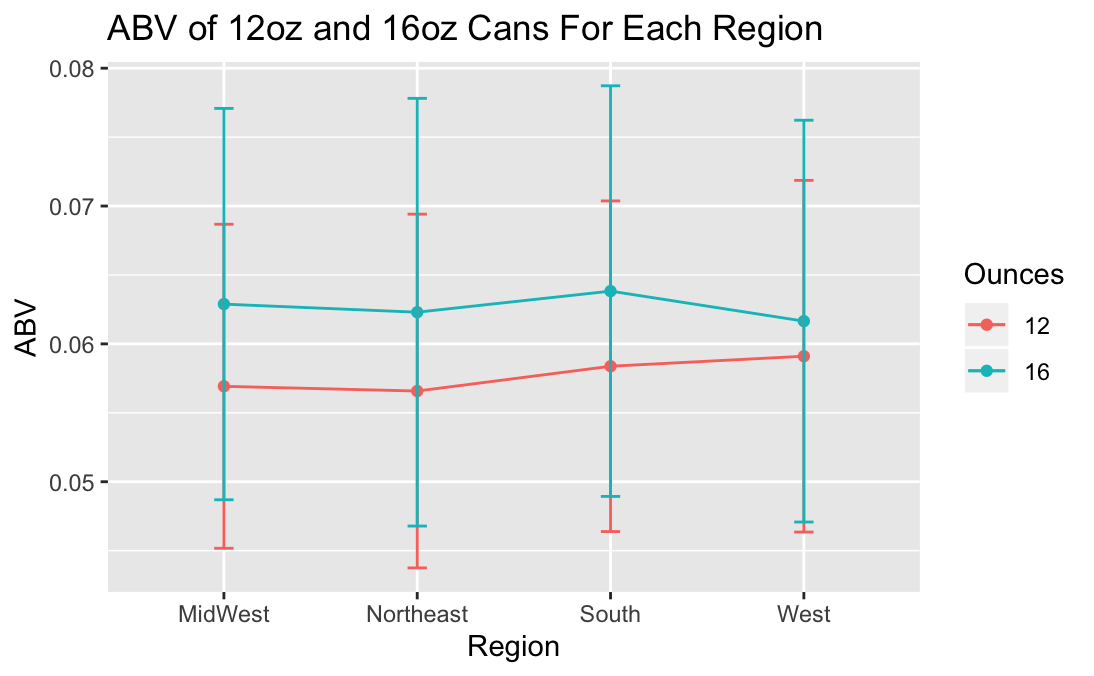 ABV of 12oz and 16oz Cans For Each Region
0.08
0.07
0.06
0.05
ABV
MidWest Northeast South West
Region
Ounces
12
16